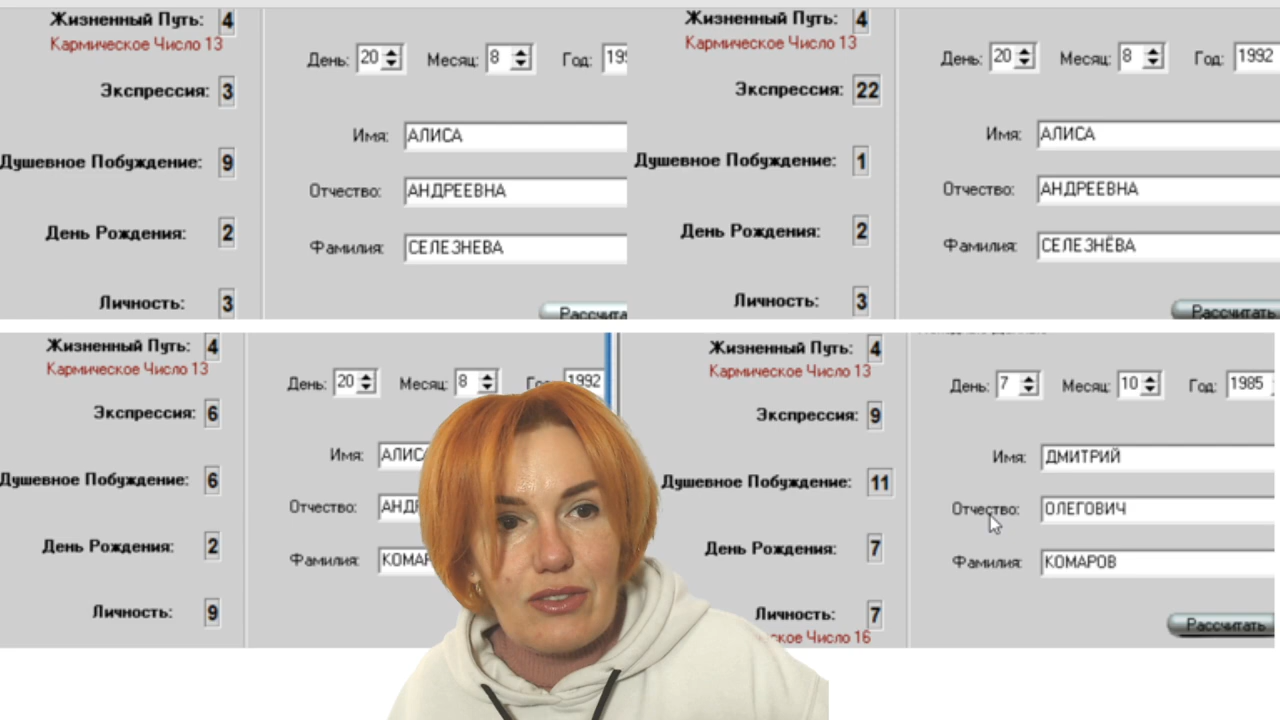 Жизненный Путь: 4
Кармическое Число 13
Экспрессия: 3
Душевное Побуждение: 9
День Рождения: 2
Личность: 3
День: 20 Месяц: 8 Год:
Имя: АЛИСА
Отчество: АНДРЕЕВНА
Фамилия: СЕЛЕЗНЕВА
Жизненный Путь: 4
Кармическое Число 13
Экспрессия: 22
Душевное Побуждение: 1
День Рождения: 2
Личность: 3
День: 20 Месяц: 8 Год: 1992
Имя: АЛИСА
Отчество: АНДРЕЕВНА
Фамилия: СЕЛЕЗНЁВА
Рассчитать
Жизненный Путь: 4
Кармическое Число 13
Экспрессия: 6
Душевное Побуждение: 6
День Рождения: 2
Личность: 9
День: 20 Месяц: 8 1992
Имя:
Отчество:
Фамилия:
Жизненный Путь: 4
Кармическое Число 13
Экспрессия: 9
Душевное Побуждение: 11
День Рождения: 7
Личность: 7
Число 16
День: 7 Месяц: 10 Год: 1985
Имя: ДМИТРИЙ
Отчество: ОЛЕГОВИЧ
Фамилия: КОМАРОВ
Рассчитать